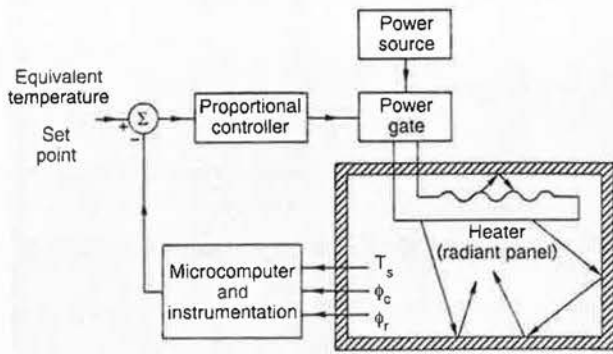 Power
source
Equivalent
temperature
Set
point
+
Σ
−
Proportional
controller
Power
gate
Heater
(radiant panel)
Microcomputer
and
instrumentation
T_s
ϕ_c
ϕ_r